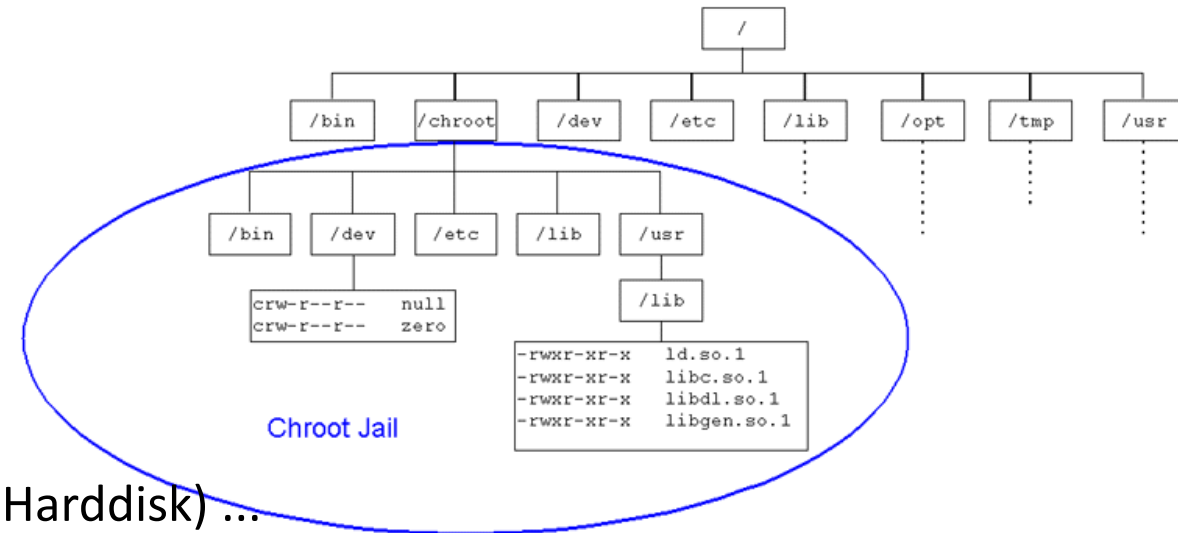 /
/bin /chroot /dev /etc /lib /opt /tmp /usr
/bin /dev /etc /lib /usr
/lib
crw-r--r-- null
crw-r--r-- zero
-rwxr-xr-x ld.so.1
-rwxr-xr-x libc.so.1
-rwxr-xr-x libdl.so.1
-rwxr-xr-x libgen.so.1
Chroot Jail
Harddisk) ...